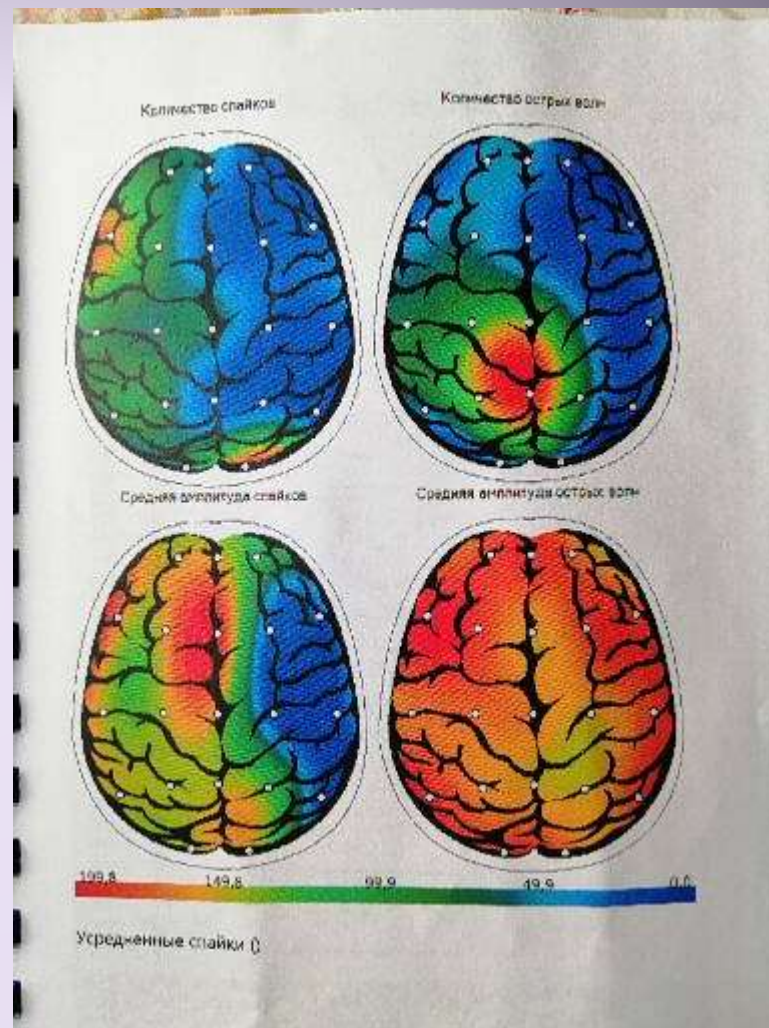 Количество спайков
Количество острых волн
Средняя амплитуда спайков
Средняя амплитуда острых волн
199,8 149,8 99,9 49,9 0,0
Усредненные спайки ()